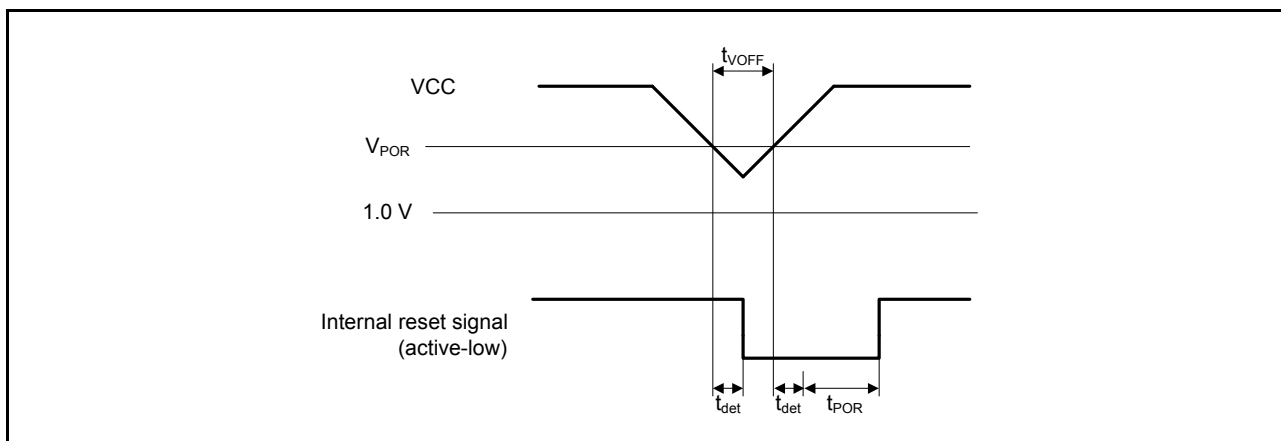 tVOFF
VCC
VPOR
1.0 V
Internal reset signal
(active-low)
tdet
tdet
tPOR